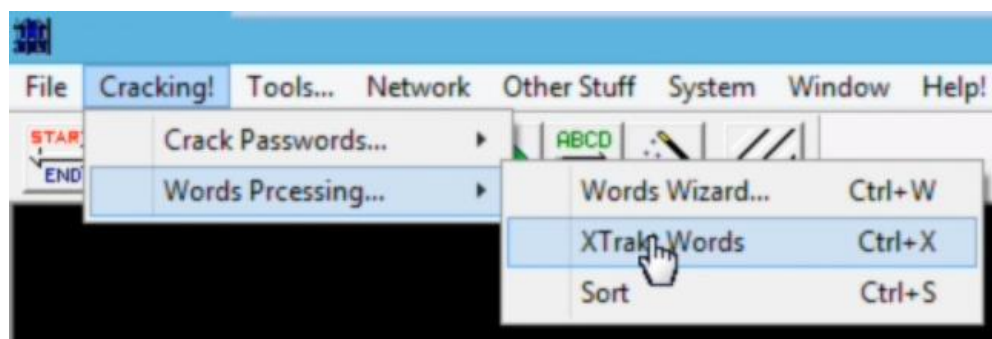 File Cracking! Tools... Network Other Stuff System Window Help!
START
END
ABCD
Crack Passwords...
Words Prcessing...
Words Wizard... Ctrl+W
Words Ctrl+X
Sort Ctrl+S